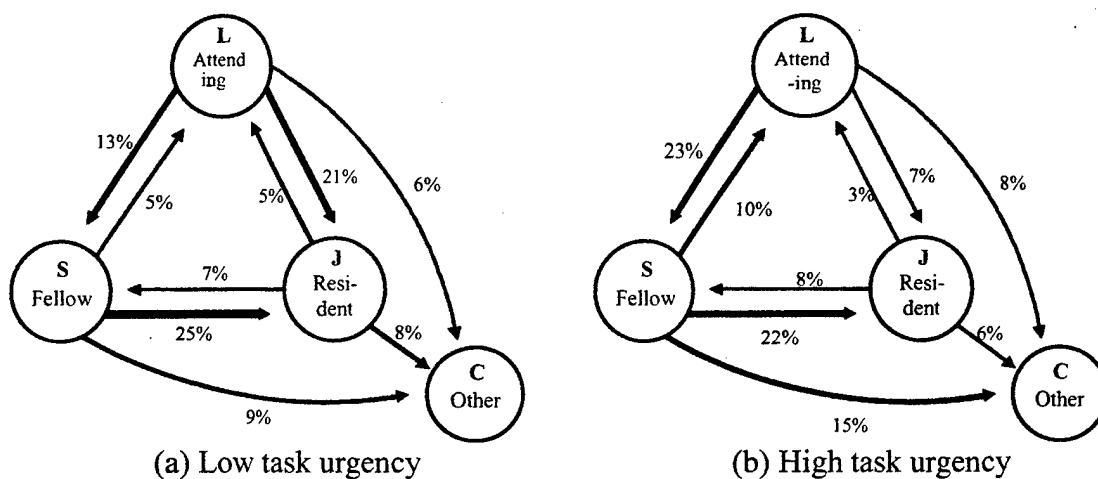 L
Attend
ing
13%
5%
5%
21%
6%
S
Fellow
7%
25%
J
Resi-
dent
8%
9%
C
Other
(a) Low task urgency
L
Attend
-ing
23%
10%
3%
7%
8%
S
Fellow
8%
22%
J
Resi-
dent
6%
15%
C
Other
(b) High task urgency